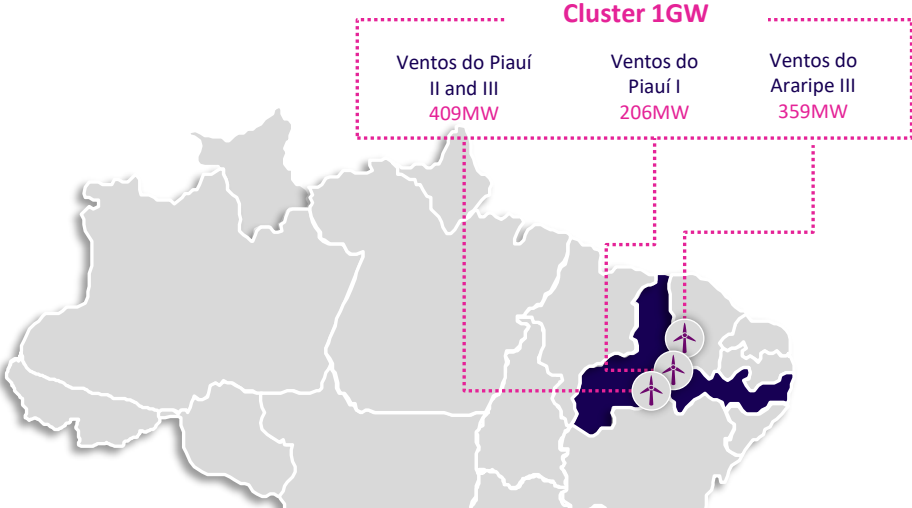 Cluster 1GW
Ventos do Piauí
II and III
409MW
Ventos do
Piauí I
206MW
Ventos do
Araripe III
359MW